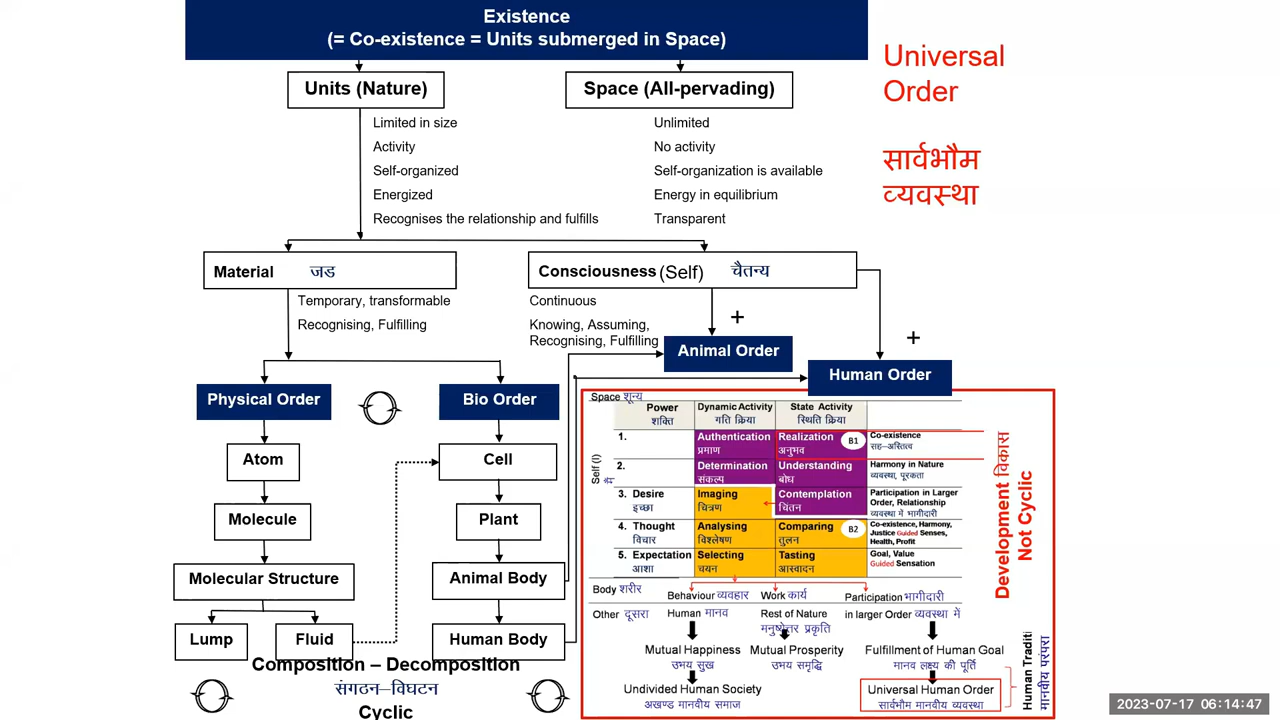 Existence
(= Co-existence = Units submerged in Space)
Universal
Order
सार्वभौम
व्यवस्था
Units (Nature)
Space (All-pervading)
Limited in size
Activity
Self-organized
Energized
Recognises the relationship and fulfills
Unlimited
No activity
Self-organization is available
Energy in equilibrium
Transparent
Material जड
Consciousness (Self) चैतन्य
Temporary, transformable
Recognising, Fulfilling
Continuous
Knowing, Assuming,
Recognising, Fulfilling
+
+
Animal Order
Human Order
Physical Order
Bio Order
Atom
Molecule
Molecular Structure
Lump
Fluid
Cell
Plant
Animal Body
Human Body
Composition – Decomposition
संगठन–विघटन
Cyclic
Space शून्य
Power
शक्ति
Dynamic Activity
गति क्रिया
State Activity
स्थिति क्रिया
Self (I)
मैं
1.
Authentication
प्रमाण
Realization
अनुभव
B1
Co-existence
सह–अस्तित्व
2.
Determination
संकल्प
Understanding
बोध
Harmony in Nature
व्यवस्था, पूरकता
3. Desire
इच्छा
Imaging
चित्रण
Contemplation
चिंतन
Participation in Larger
Order, Relationship
व्यवस्था में भागीदारी
4. Thought
विचार
Analysing
विश्लेषण
Comparing
तुलन
B2
Co-existence, Harmony,
Justice Guided Senses,
Health, Profit
5. Expectation
आशा
Selecting
चयन
Tasting
आस्वादन
Goal, Value
Guided Sensation
Body शरीर
Behaviour व्यवहार
Work कार्य
Participation भागीदारी
Other दूसरा
Human मानव
Rest of Nature
मनुष्येत्तर प्रकृति
in larger Order व्यवस्था में
Mutual Happiness
उभय सुख
Mutual Prosperity
उभय समृद्धि
Fulfillment of Human Goal
मानव लक्ष्य की पूर्ति
Undivided Human Society
अखण्ड मानवीय समाज
Universal Human Order
सार्वभौम मानवीय व्यवस्था
Development विकास
Not Cyclic
Human Traditi
मानवीय परंपरा
2023-07-17 06:14:47